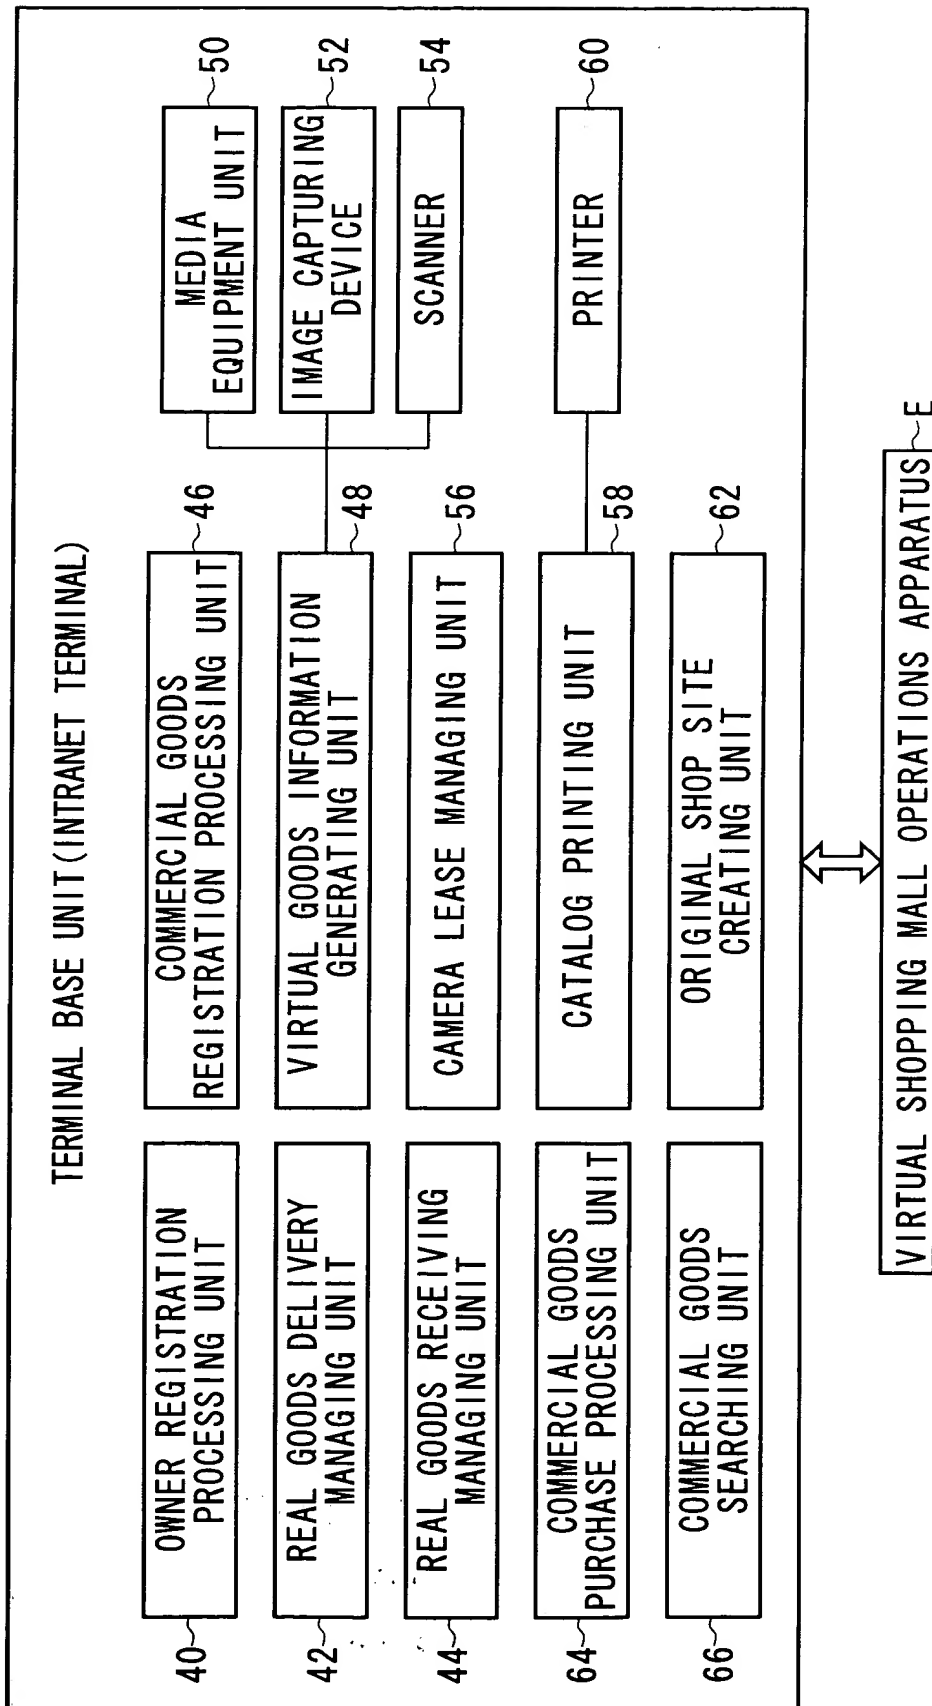 TERMINAL BASE UNIT(INTRANET TERMINAL)
40
OWNER REGISTRATION
PROCESSING UNIT
42
REAL GOODS DELIVERY
MANAGING UNIT
44
REAL GOODS RECEIVING
MANAGING UNIT
64
COMMERCIAL GOODS
PURCHASE PROCESSING UNIT
66
COMMERCIAL GOODS
SEARCHING UNIT
COMMERCIAL GOODS
REGISTRATION PROCESSING UNIT
46
VIRTUAL GOODS INFORMATION
GENERATING UNIT
48
CAMERA LEASE MANAGING UNIT
56
CATALOG PRINTING UNIT
58
ORIGINAL SHOP SITE
CREATING UNIT
62
MEDIA
EQUIPMENT UNIT
50
IMAGE CAPTURING
DEVICE
52
SCANNER
54
PRINTER
60
VIRTUAL SHOPPING MALL OPERATIONS APPARATUS
E